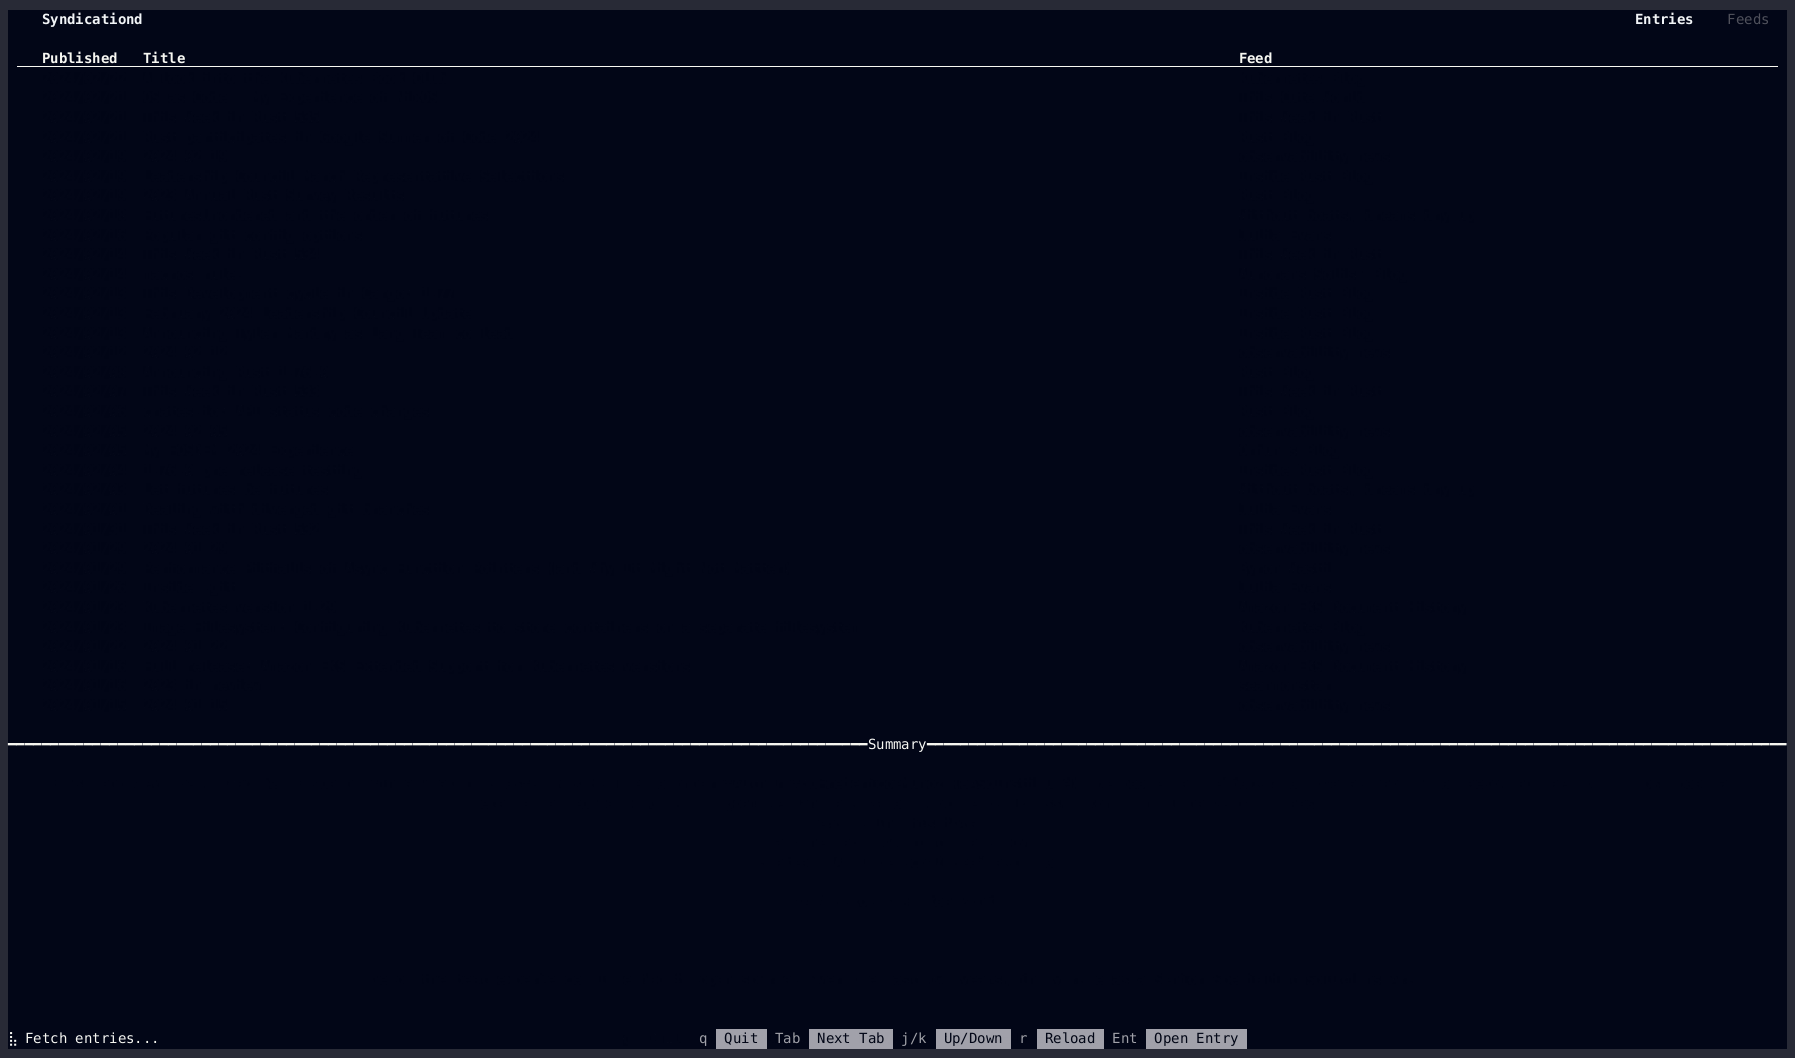 Syndicationd Entries Feeds
Published Title Feed
Summary
Fetch entries... q Quit Tab Next Tab j/k Up/Down r Reload Ent Open Entry